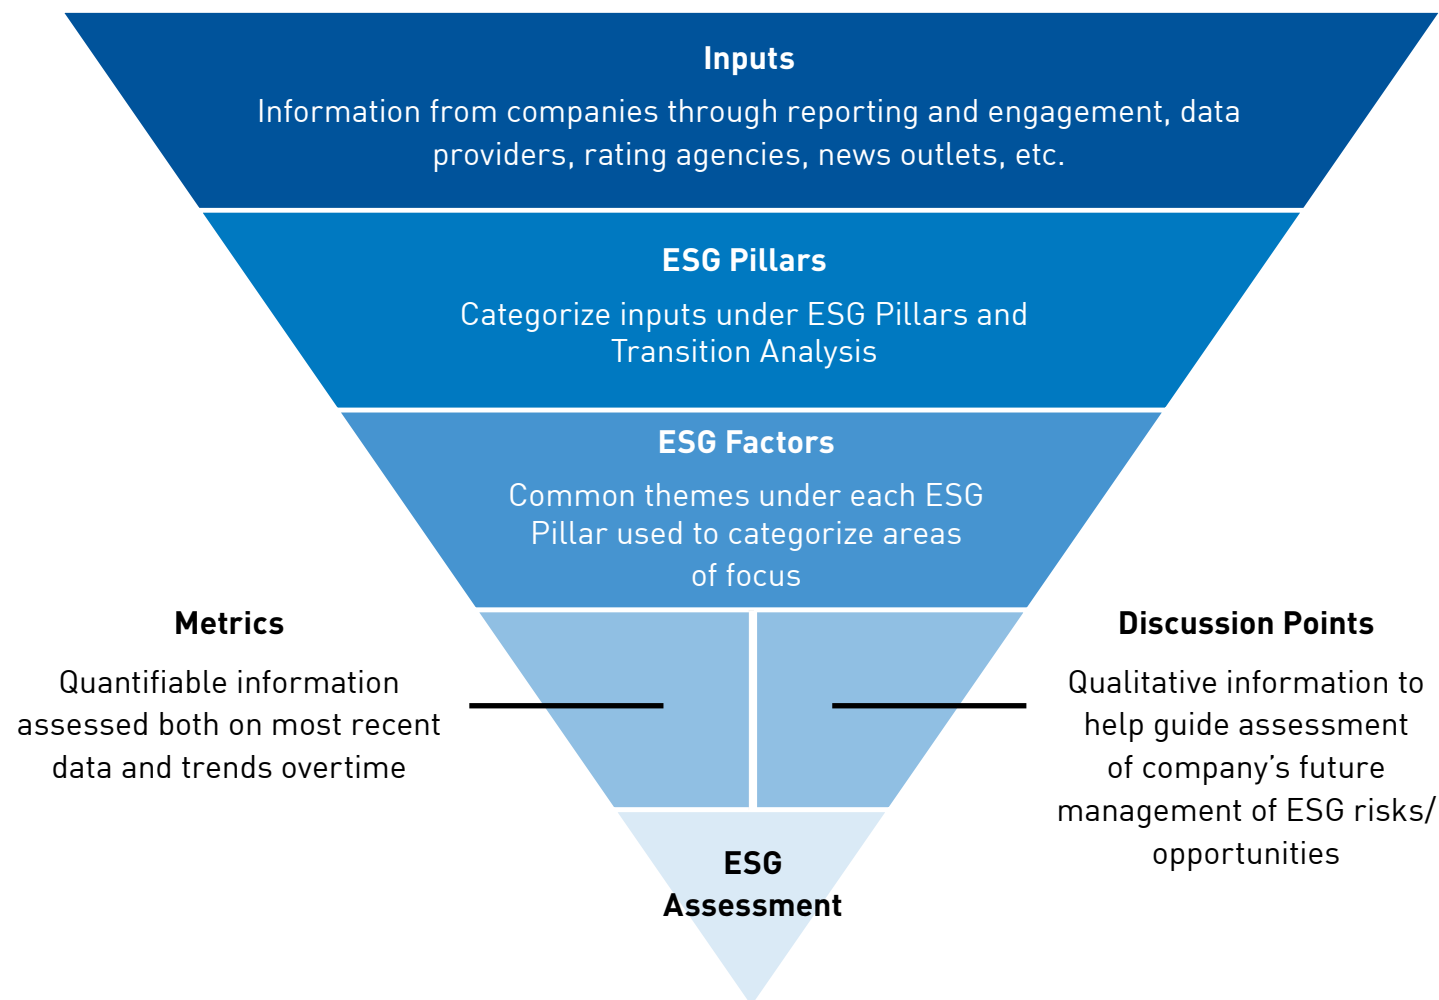 Inputs
Information from companies through reporting and engagement, data
providers, rating agencies, news outlets, etc.
ESG Pillars
Categorize inputs under ESG Pillars and
Transition Analysis
ESG Factors
Common themes under each ESG
Pillar used to categorize areas
of focus
Metrics
Quantifiable information
assessed both on most recent
data and trends overtime
Discussion Points
Qualitative information to
help guide assessment
of company’s future
management of ESG risks/
opportunities
ESG
Assessment